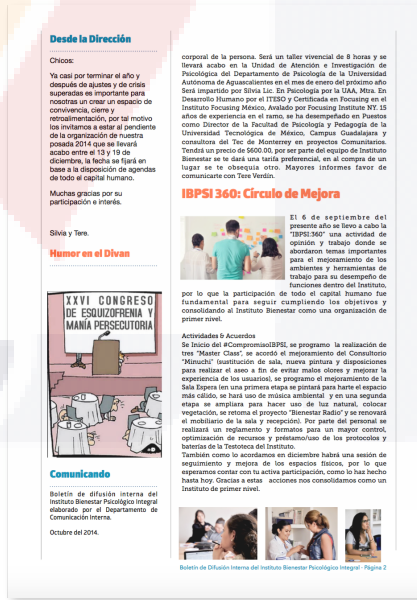 Desde la Dirección
Chicos:
Ya casi por terminar el año y
después de ajustes y de crisis
superadas es importante para
nosotras un crear un espacio de
convivencia, cierre y
retroalimentación, por tal motivo
los invitamos a estar al pendiente
de la organización de nuestra
posada 2014 que se llevará
acabo entre el 13 y 19 de
diciembre, la fecha se fijará en
base a la disposición de agendas
de todo el capital humano.
Muchas gracias por su
participación e interés.
Silvia y Tere.
Humor en el Divan
XXVI CONGRESO
DE ESQUIZOFRENIA Y
MANÍA PERSECUTORIA
Comunicando
Boletín de difusión interna del
Instituto Bienestar Psicológico Integral
elaborado por el Departamento de
Comunicación Interna.
Octubre del 2014.
corporal de la persona. Será un taller vivencial de 8 horas y se
llevará acabo en la Unidad de Atención e Investigación de
Psicológica del Departamento de Psicología de la Universidad
Autónoma de Aguascalientes en el mes de enero del próximo año
Será impartido por Silvia Lic. En Psicología por la UAA, Mtra. En
Desarrollo Humano por el ITESO y Certificada en Focusing en el
Instituto Focusing México, Avalado por Focusing Institute NY. 15
años de experiencia en el ramo, se ha desempeñado en Puestos
como Director de la Facultad de Psicología y Pedagogía de la
Universidad Tecnológica de México, Campus Guadalajara y
consultora del Tec de Monterrey en proyectos Comunitarios.
Tendrá un precio de $600.00, por ser parte del equipo de Instituto
Bienestar se te dará una tarifa preferencial, en al compra de un
lugar se te obsequia otro. Mayores informes favor de
comunicarte con Tere Verdín.
IBPSI 360: Círculo de Mejora
El 6 de septiembre del
presente año se llevo a cabo la
"IBPSI:360" una actividad de
opinión y trabajo donde se
abordaron temas importantes
para el mejoramiento de los
ambientes y herramientas de
trabajo para su desempeño de
funciones dentro del Instituto,
por lo que la participación de todo el capital humano fue
fundamental para seguir cumpliendo los objetivos y
consolidando al Instituto Bienestar como una organización de
primer nivel.
Actividades & Acuerdos
Se Inicio del #CompromisoIBPSI, se programo la realización de
tres "Master Class", se acordó el mejoramiento del Consultorio
"Minuchi" (sustitución de sala, nueva pintura y disposiciones
para realizar el aseo a fin de evitar malos olores y mejorar la
experiencia de los usuarios), se programo el mejoramiento de la
Sala Espera (en una primera etapa se pintará para harte el espacio
más cálido, se hará uso de música ambiental y en una segunda
etapa se ampliara para hacer uso de luz natural, colocar
vegetación, se retoma el proyecto "Bienestar Radio" y se renovará
el mobiliario de la sala y recepción). Por parte del personal se
realizará un reglamento y formatos para un mayor control,
optimización de recursos y préstamo/uso de los protocolos y
baterías de la Testoteca del Instituto.
También como lo acordamos en diciembre habrá una sesión de
seguimiento y mejora de los espacios físicos, por lo que
esperamos contar con tu activa participación, como lo haz hecho
hasta hoy. Gracias a estas acciones nos consolidamos como un
Instituto de primer nivel.
Boletín de Difusión Interna del Instituto Bienestar Psicológico Integral - Página 2